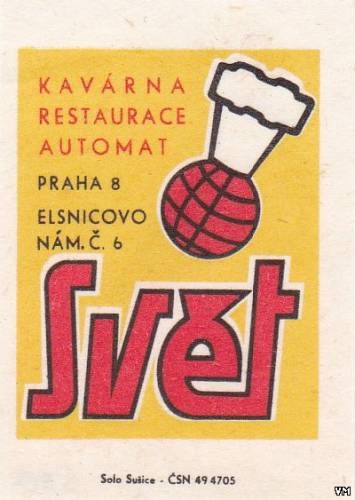 KAVÁRNA
RESTAURACE
AUTOMAT
PRAHA 8
ELSNICOVO
NÁM. Č. 6
Svět
Solo Sušice - ČSN 49 4705
VM